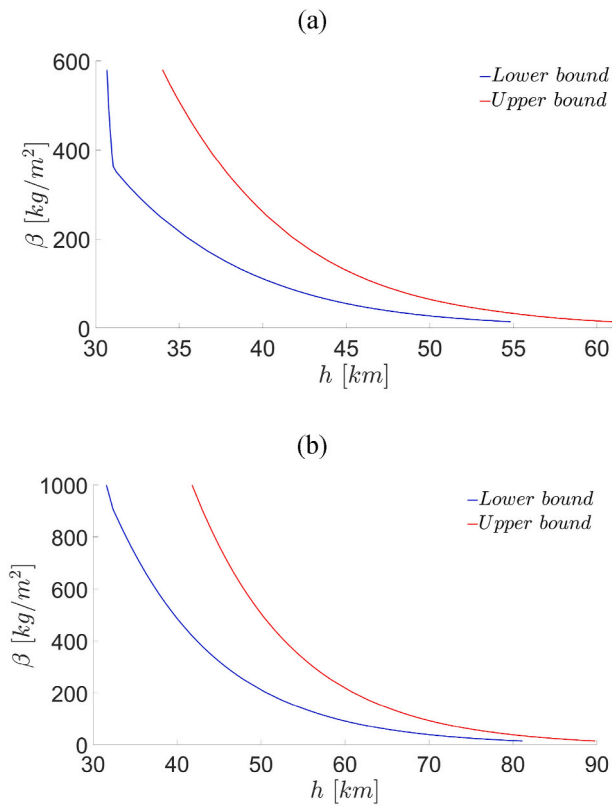 (a)
600
400
200
0
β [kg/m²]
30 35 40 45 50 55 60
h [km]
Lower bound
Upper bound
(b)
1000
800
600
400
200
0
β [kg/m²]
30 40 50 60 70 80 90
h [km]
Lower bound
Upper bound